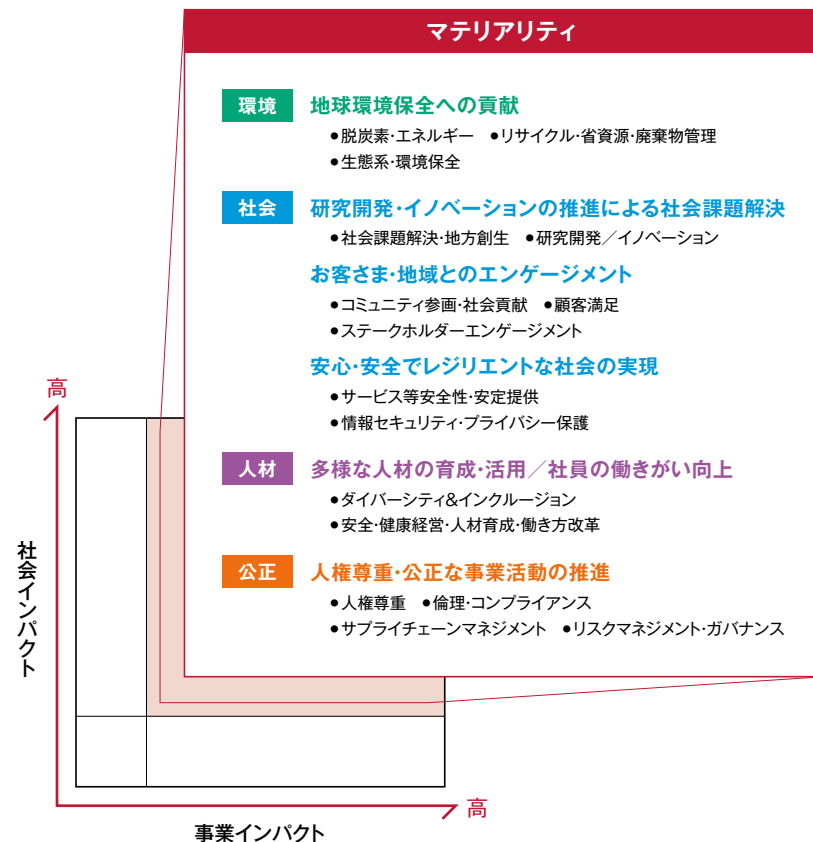 マテリアリティ
環境 地球環境保全への貢献
●脱炭素・エネルギー ●リサイクル・省資源・廃棄物管理
●生態系・環境保全
社会 研究開発・イノベーションの推進による社会課題解決
●社会課題解決・地方創生 ●研究開発／イノベーション
お客さま・地域とのエンゲージメント
●コミュニティ参画・社会貢献 ●顧客満足
●ステークホルダーエンゲージメント
安心・安全でレジリエントな社会の実現
●サービス等安全性・安定提供
●情報セキュリティ・プライバシー保護
人材 多様な人材の育成・活用／社員の働きがい向上
●ダイバーシティ&インクルージョン
●安全・健康経営・人材育成・働き方改革
公正 人権尊重・公正な事業活動の推進
●人権尊重 ●倫理・コンプライアンス
●サプライチェーンマネジメント ●リスクマネジメント・ガバナンス
高
社会インパクト
高
事業インパクト